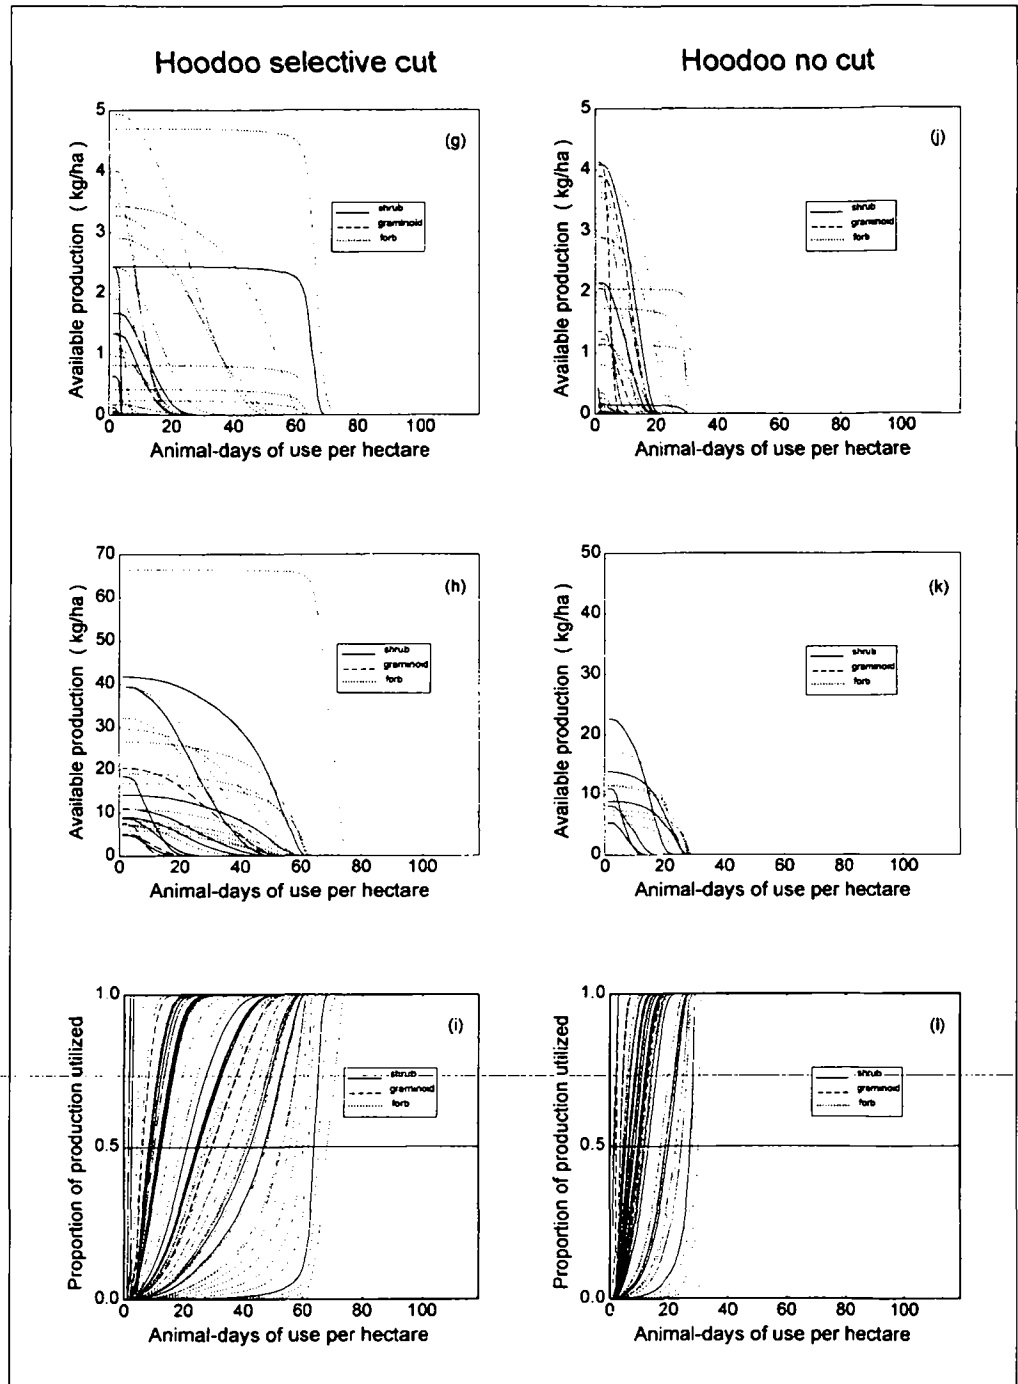 Hoodoo selective cut
Hoodoo no cut
Available production ( kg/ha )
5
4
3
2
1
0
(g)
shrub
graminoid
forb
0 20 40 60 80 100
Animal-days of use per hectare
Available production ( kg/ha )
5
4
3
2
1
0
(j)
shrub
graminoid
forb
0 20 40 60 80 100
Animal-days of use per hectare
Available production ( kg/ha )
70
60
50
40
30
20
10
0
(h)
shrub
graminoid
forb
0 20 40 60 80 100
Animal-days of use per hectare
Available production ( kg/ha )
50
40
30
20
10
0
(k)
shrub
graminoid
forb
0 20 40 60 80 100
Animal-days of use per hectare
Proportion of production utilized
1.0
0.5
0.0
(i)
shrub
graminoid
forb
0 20 40 60 80 100
Animal-days of use per hectare
Proportion of production utilized
1.0
0.5
0.0
(l)
shrub
graminoid
forb
0 20 40 60 80 100
Animal-days of use per hectare